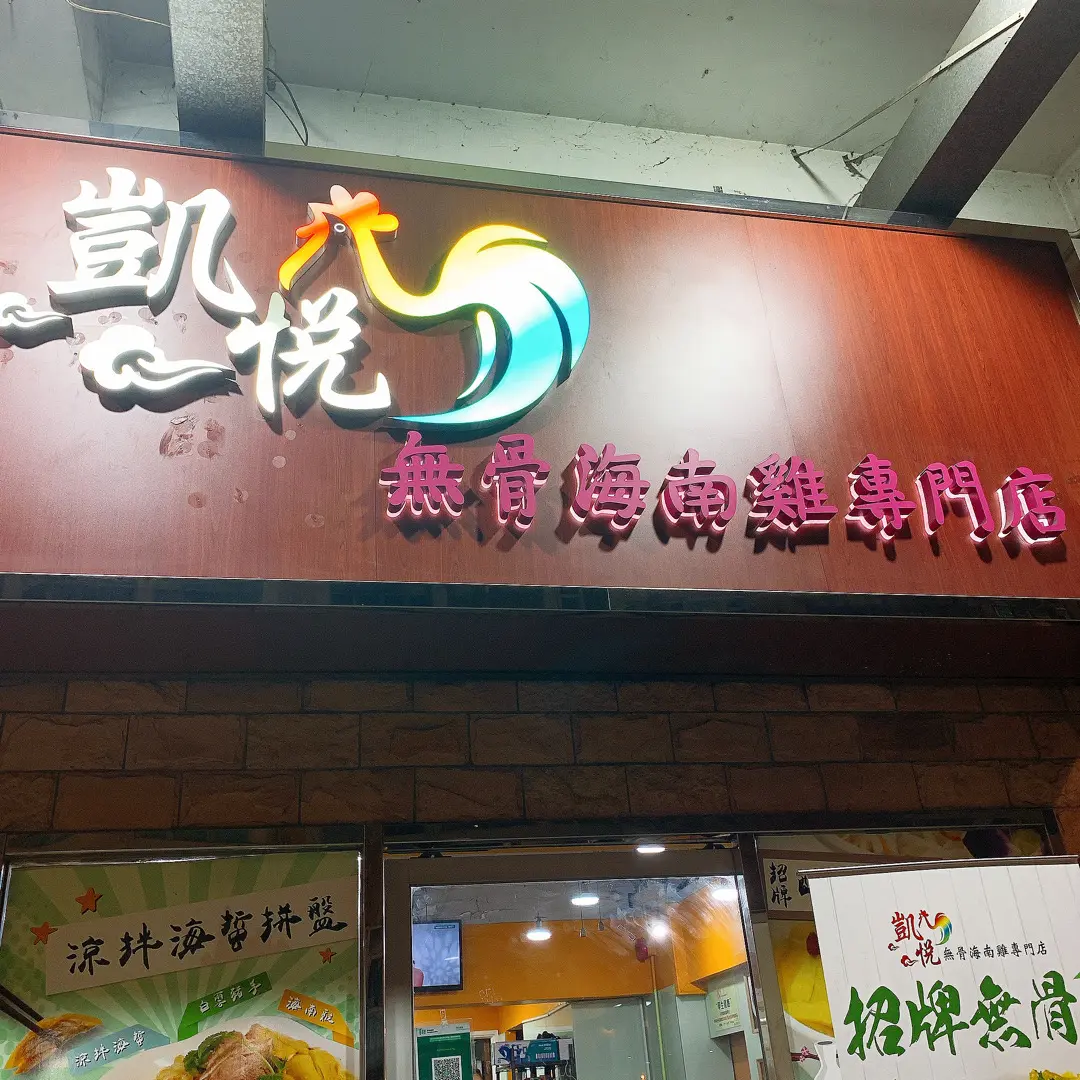 凱
悦
無骨海南雞專門店
涼拌海蜇拼盤
白雲豬手
海南雞
涼拌海蜇
招牌
凱
悦
無骨海南雞專門店
招牌無骨